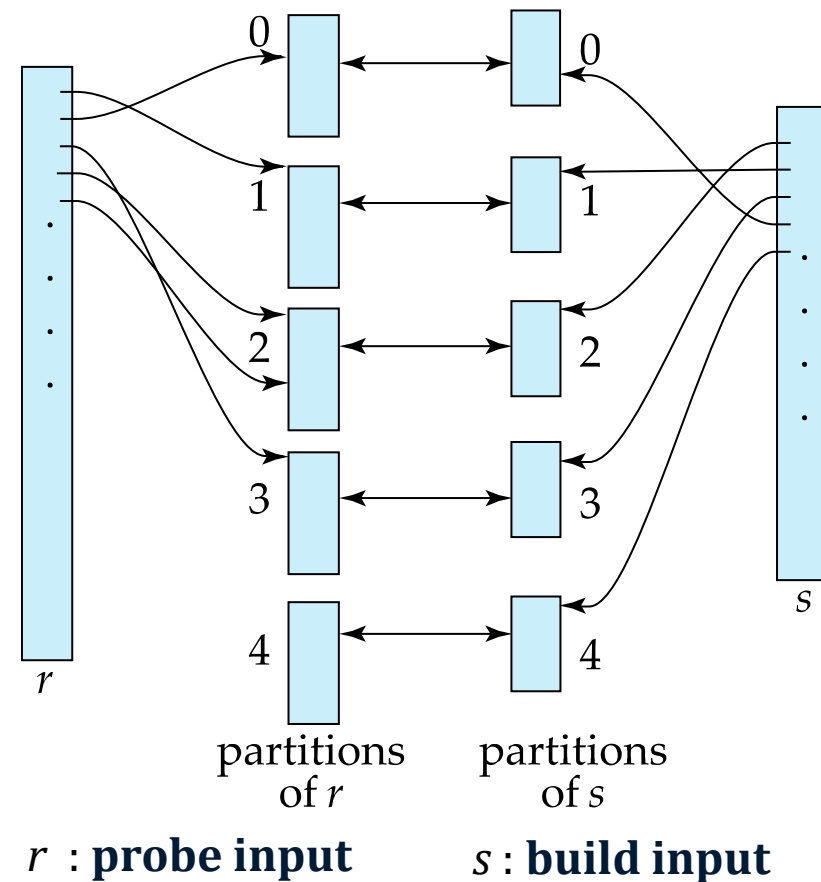 0
0
1
1
2
2
3
3
4
4
r
s
partitions
of r
partitions
of s
r : probe input
s : build input